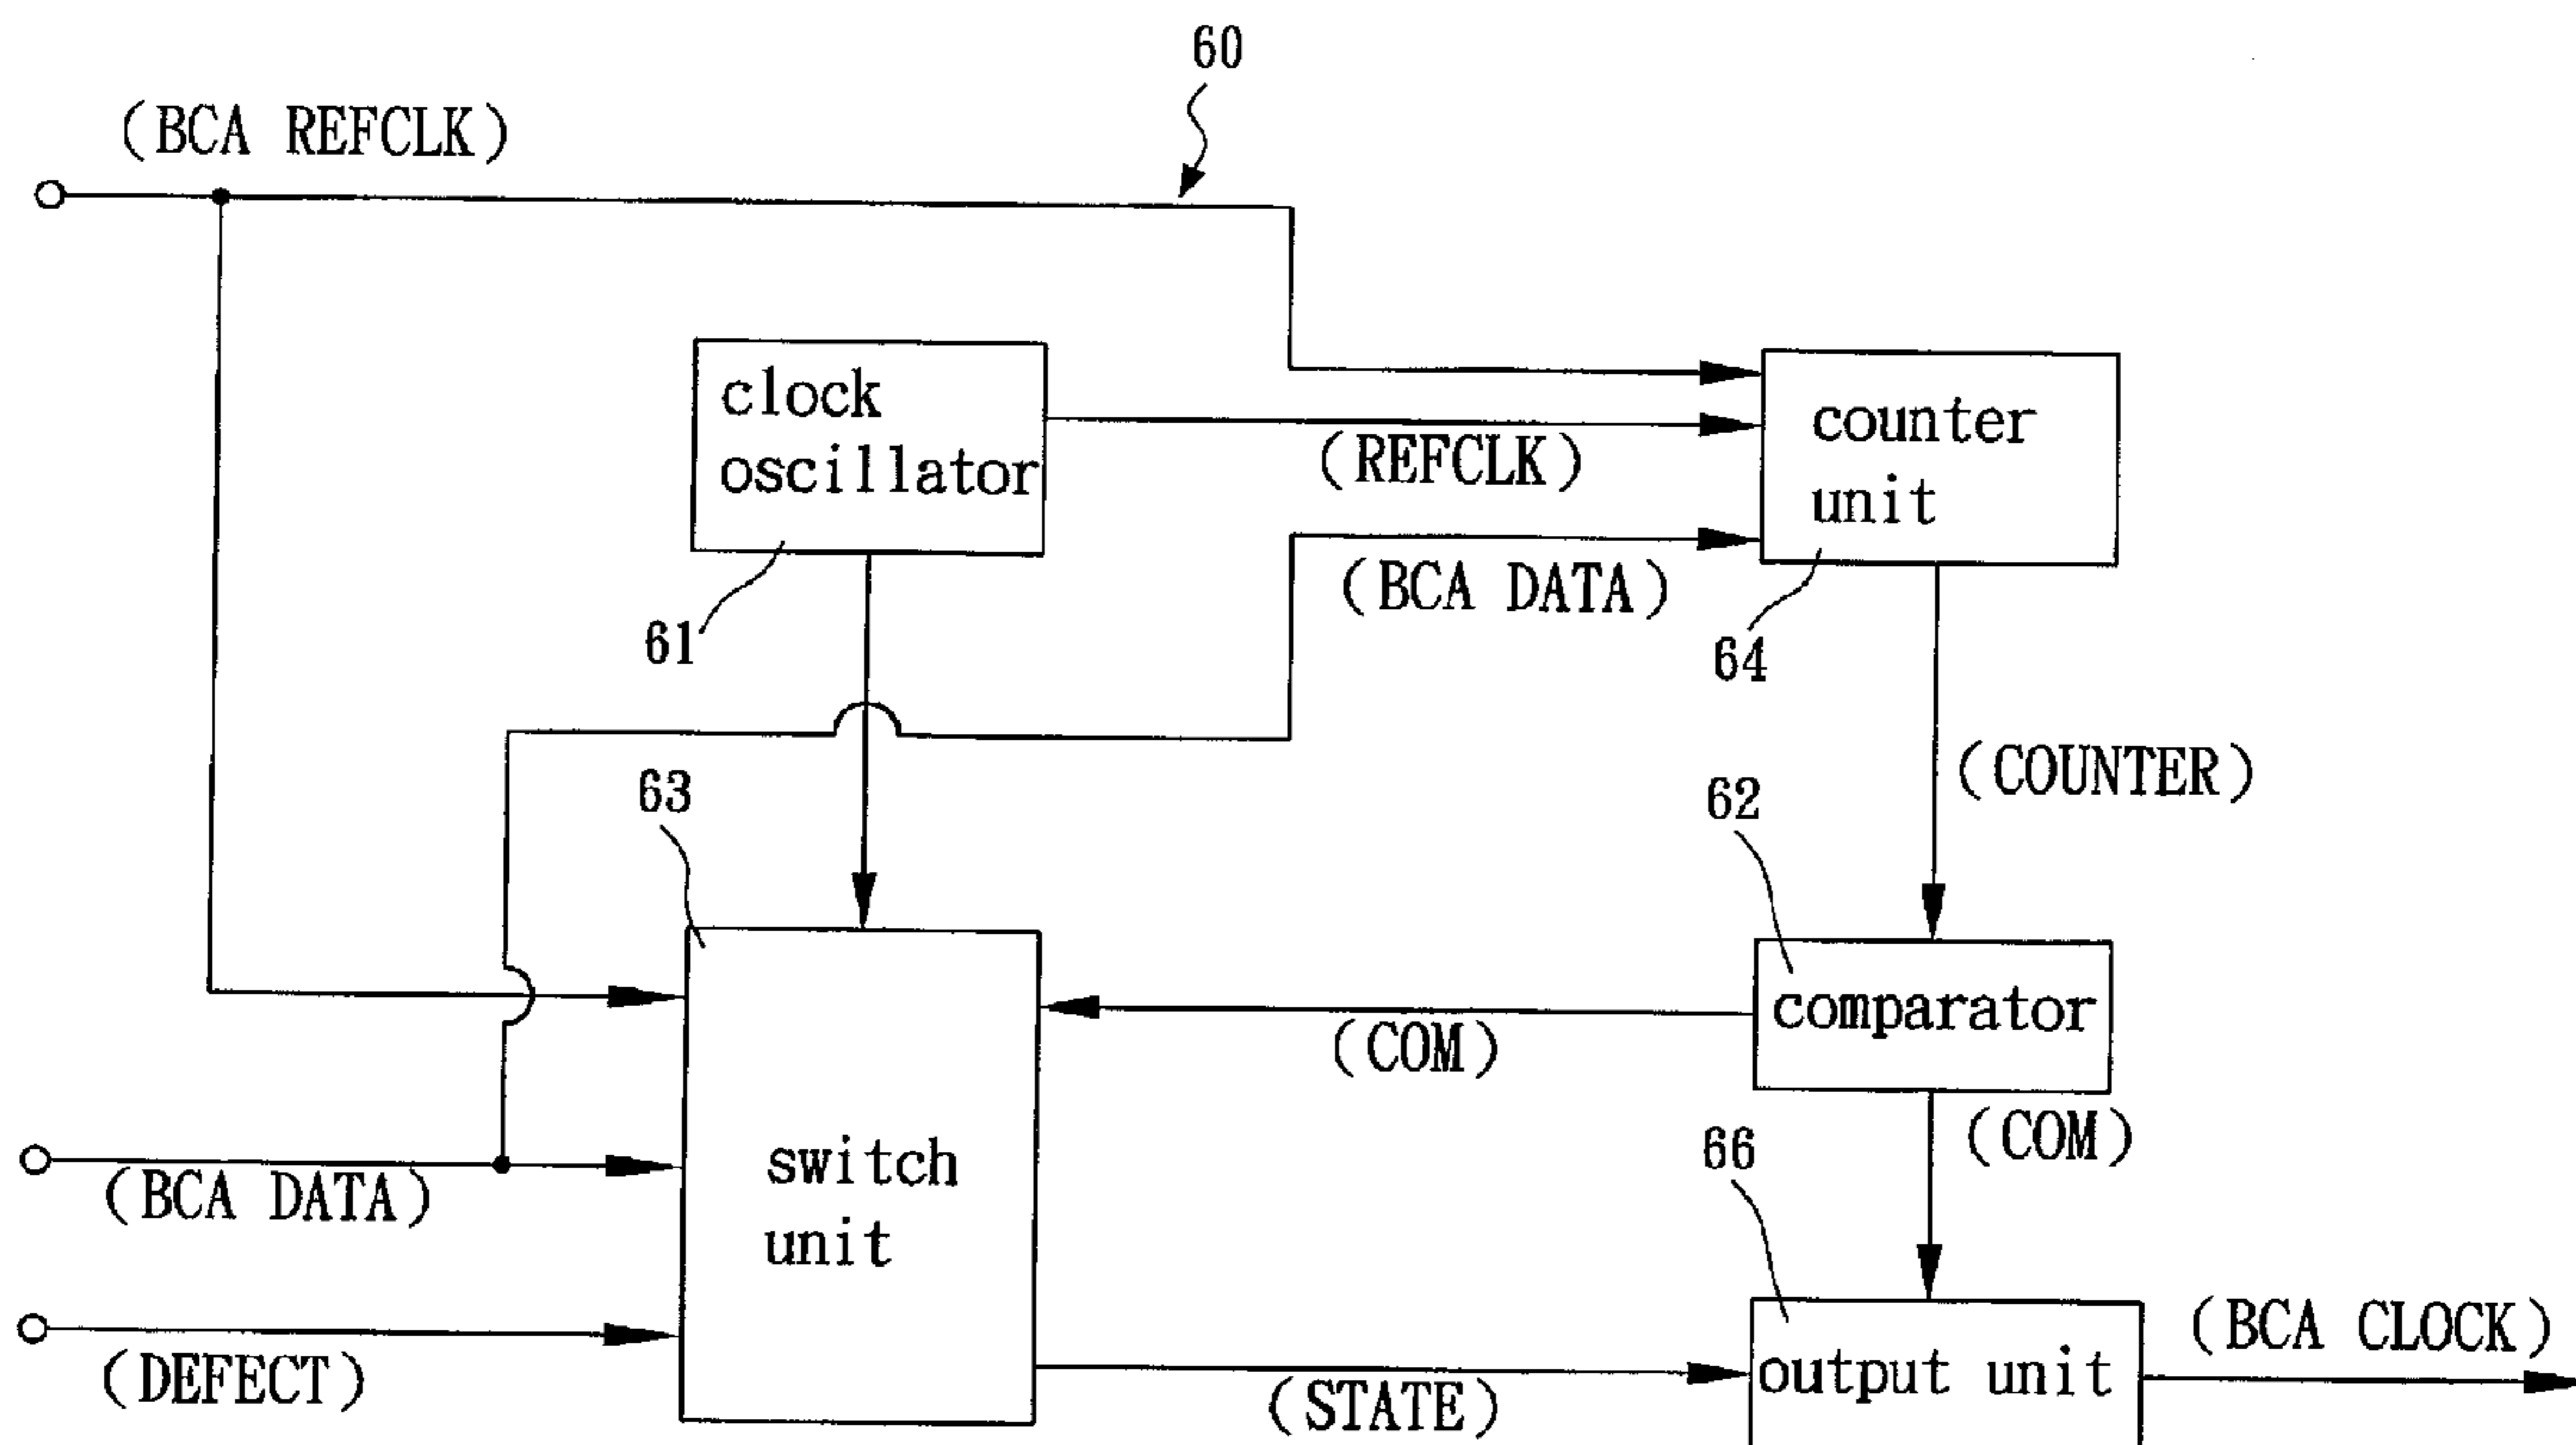 60
(BCA REFCLK)
clock
oscillator
(REFCLK)
counter
unit
(BCA DATA)
61
64
(COUNTER)
63
62
comparator
(COM)
(COM)
switch
unit
66
(BCA DATA)
(DEFECT)
(STATE)
output unit
(BCA CLOCK)